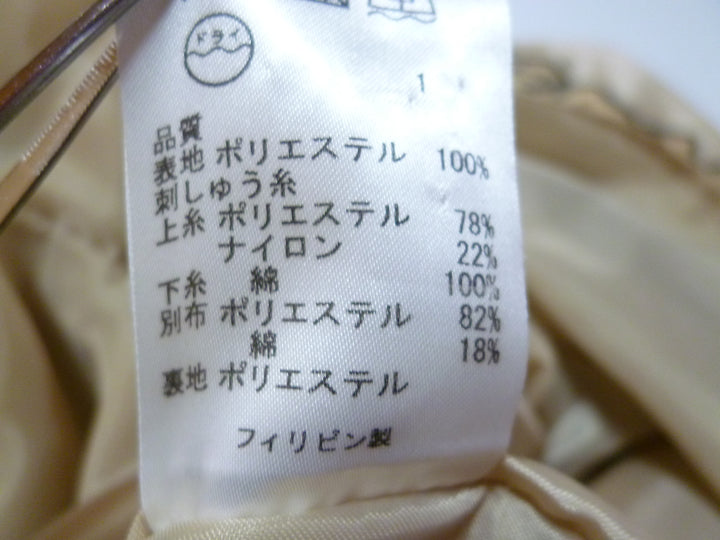 ドライ
1
品質
表地 ポリエステル 100%
刺しゅう糸
上糸 ポリエステル 78%
ナイロン 22%
下糸 綿 100%
別布 ポリエステル 82%
綿 18%
裏地 ポリエステル
フィリピン製